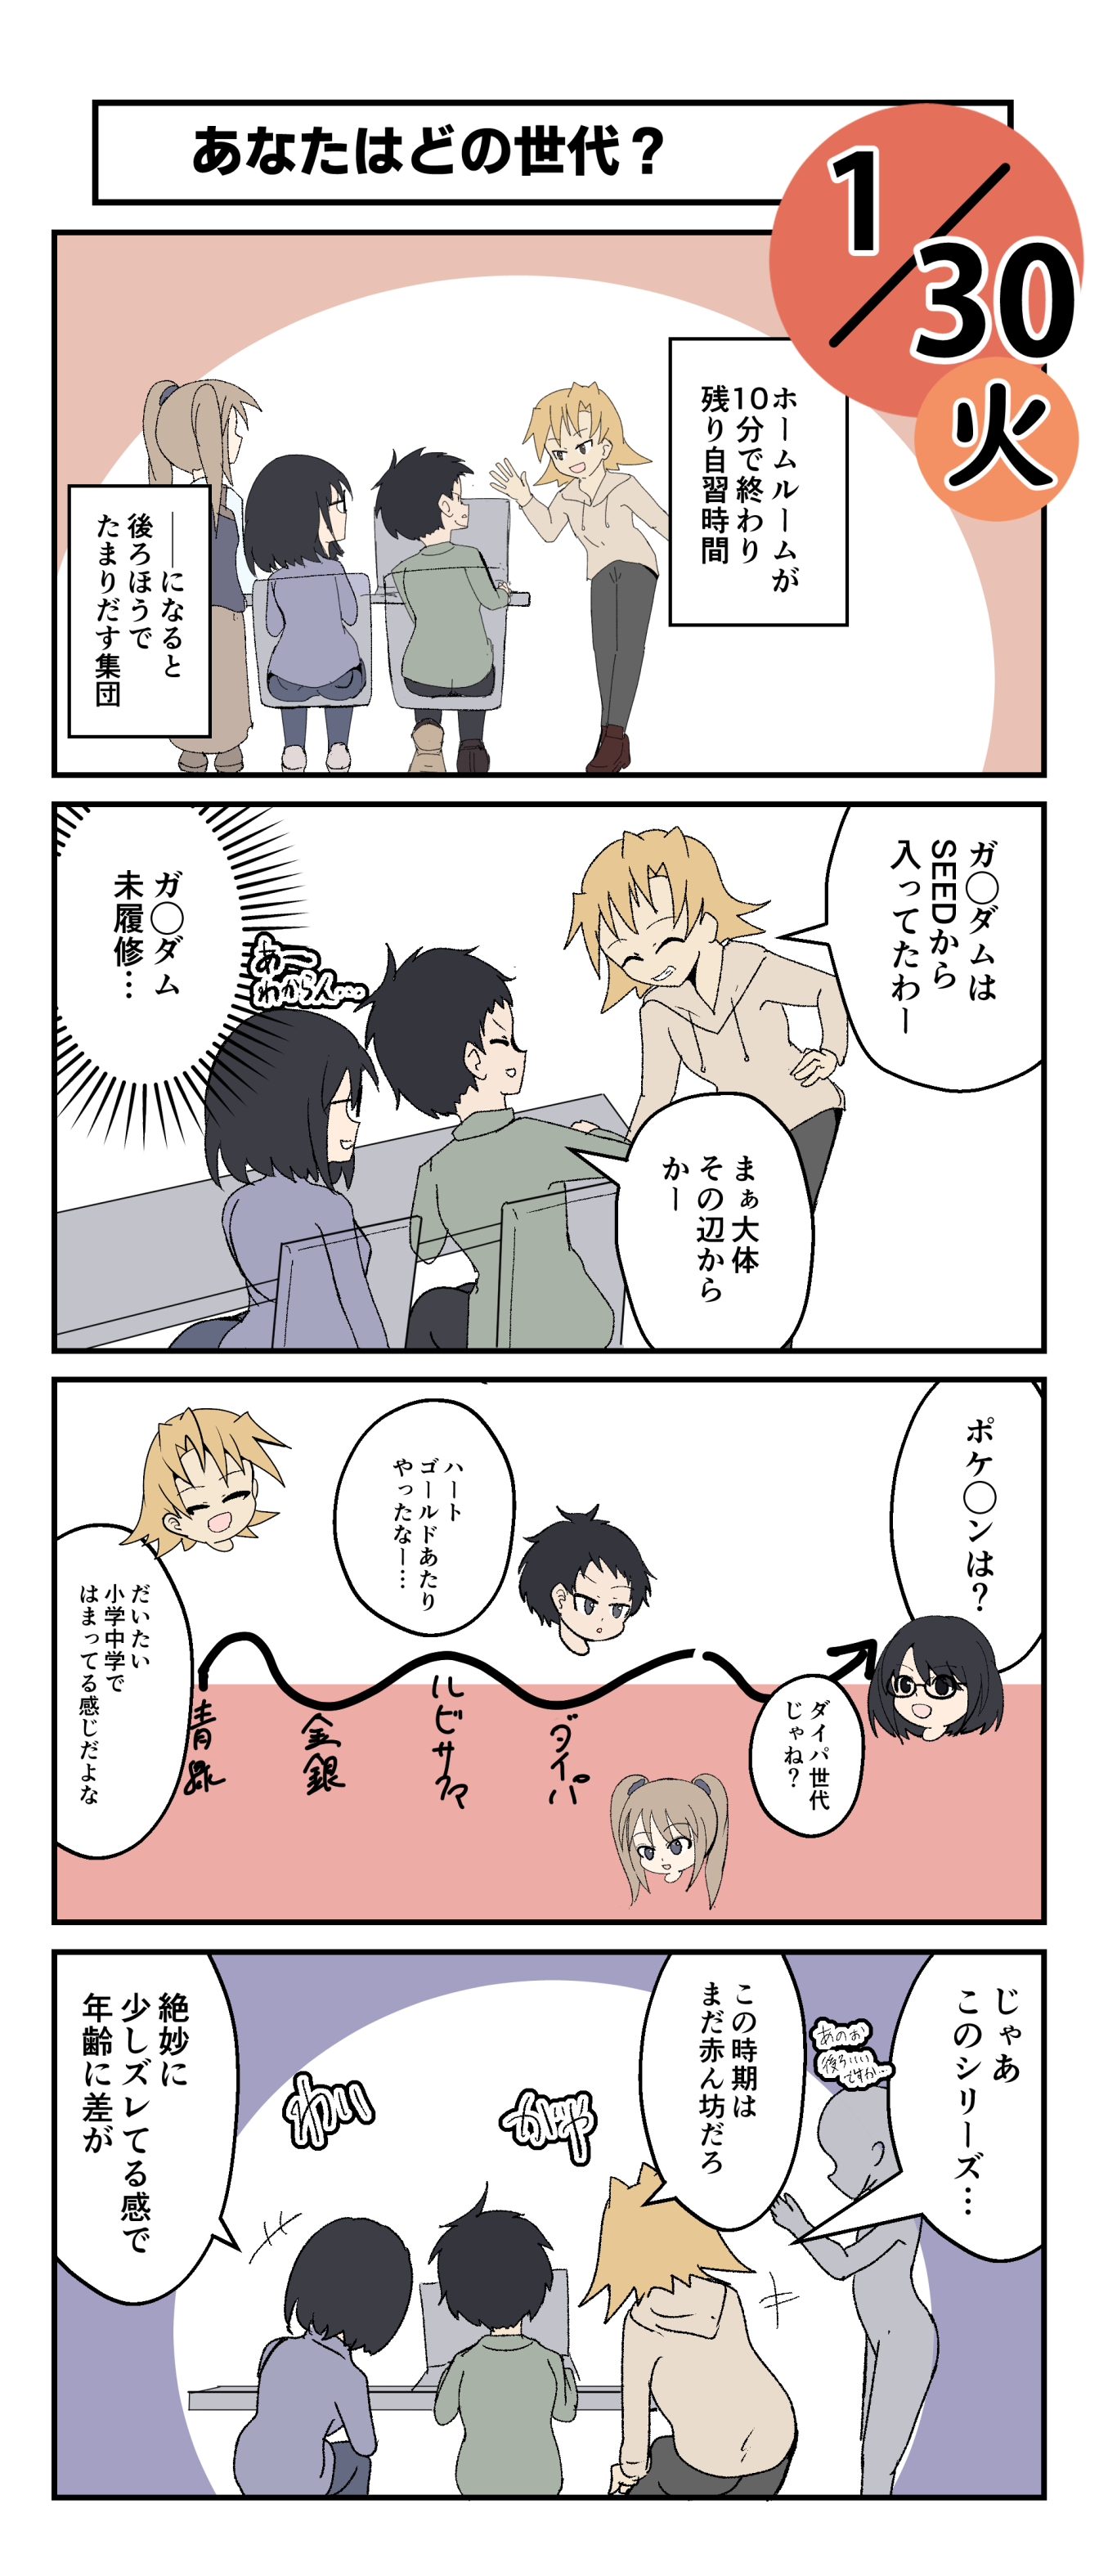 あなたはどの世代？
1/30
火
ホームルームが
10分で終わり
残り自習時間
──になると
後ろほうで
たまりだす集団
ガ◯ダムは
SEEDから
入ってたわー
まぁ大体
その辺から
かー
あー
わからん…
ガ◯ダム
未履修…
ポケ◯ンは？
ハート
ゴールドあたり
やったなー…
だいたい
小学中学で
はまってる感じだよな
ダイパ世代
じゃね？
青緑
金銀
ルビサファ
ダイパ
じゃあ
このシリーズ…
あのお
後ろいい
ですか…
この時期は
まだ赤ん坊だろ
がや
わい
絶妙に
少しズレてる感で
年齢に差が